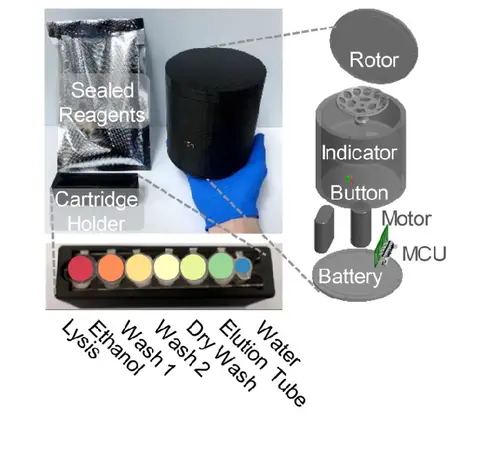 Sealed
Reagents
Cartridge
Holder
Rotor
Indicator
Button
Motor
MCU
Battery
Lysis
Ethanol
Wash 1
Wash 2
Dry Wash
Elution Tube
Water